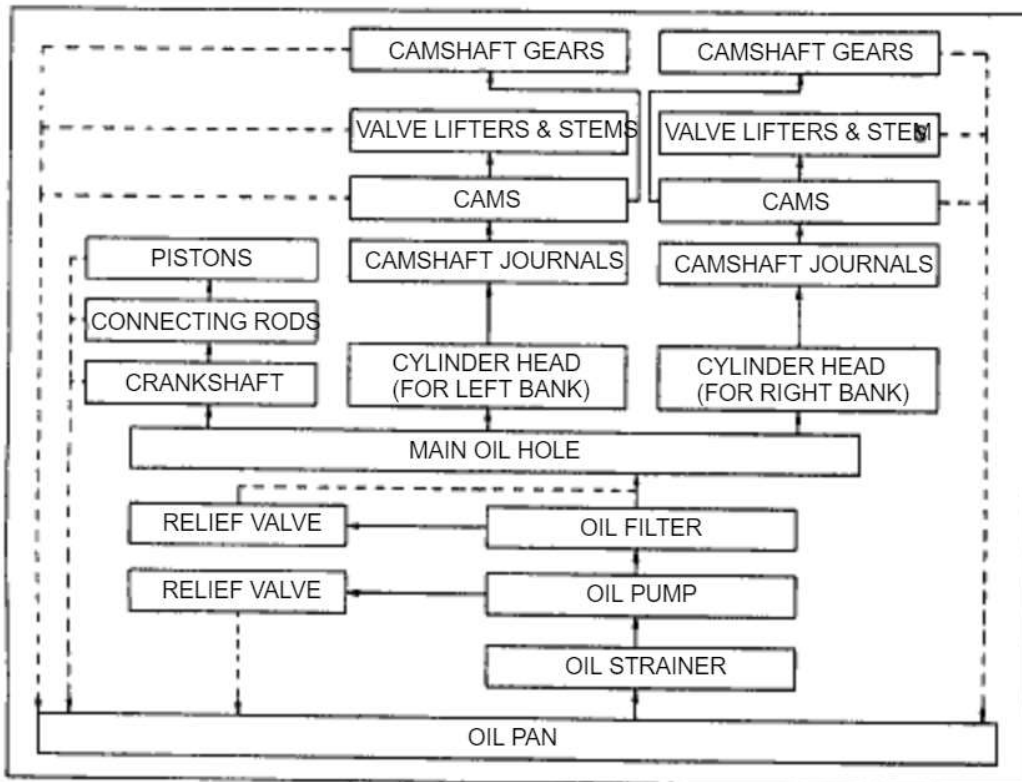 CAMSHAFT GEARS
CAMSHAFT GEARS
VALVE LIFTERS & STEMS
VALVE LIFTERS & STEMS
CAMS
CAMS
PISTONS
CAMSHAFT JOURNALS
CAMSHAFT JOURNALS
CONNECTING RODS
CRANKSHAFT
CYLINDER HEAD
(FOR LEFT BANK)
CYLINDER HEAD
(FOR RIGHT BANK)
MAIN OIL HOLE
RELIEF VALVE
OIL FILTER
RELIEF VALVE
OIL PUMP
OIL STRAINER
OIL PAN